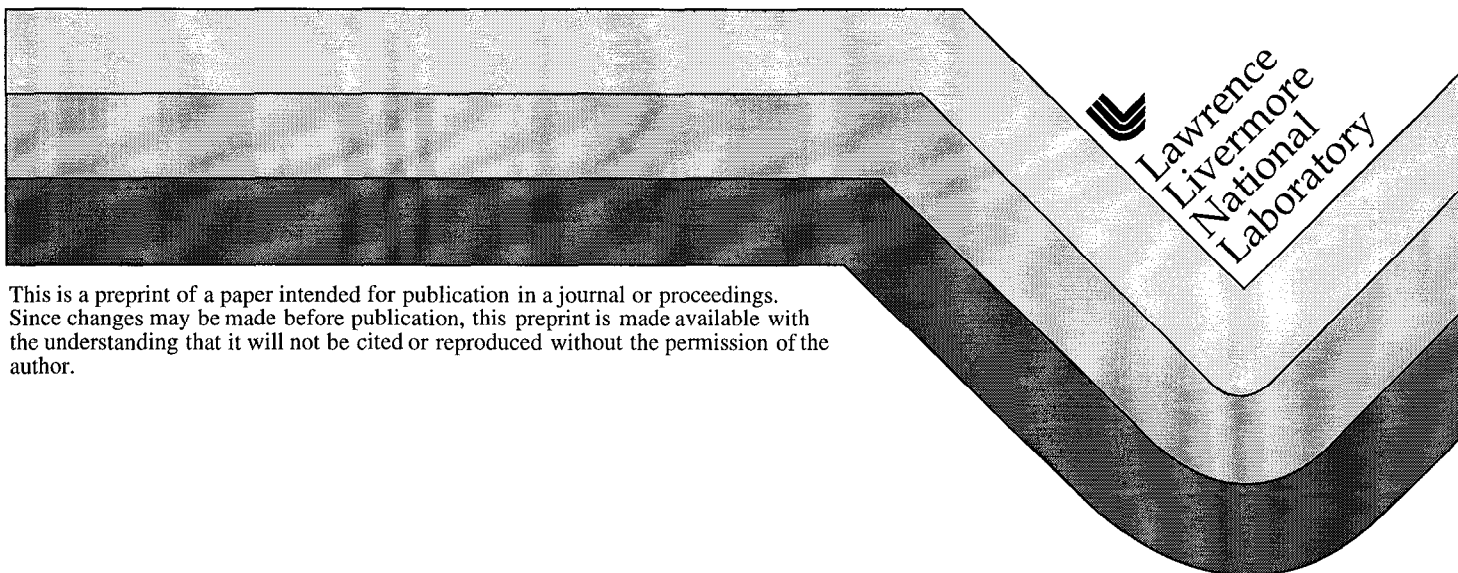 Lawrence
Livermore
National
Laboratory
This is a preprint of a paper intended for publication in a journal or proceedings.
Since changes may be made before publication, this preprint is made available with
the understanding that it will not be cited or reproduced without the permission of the
author.